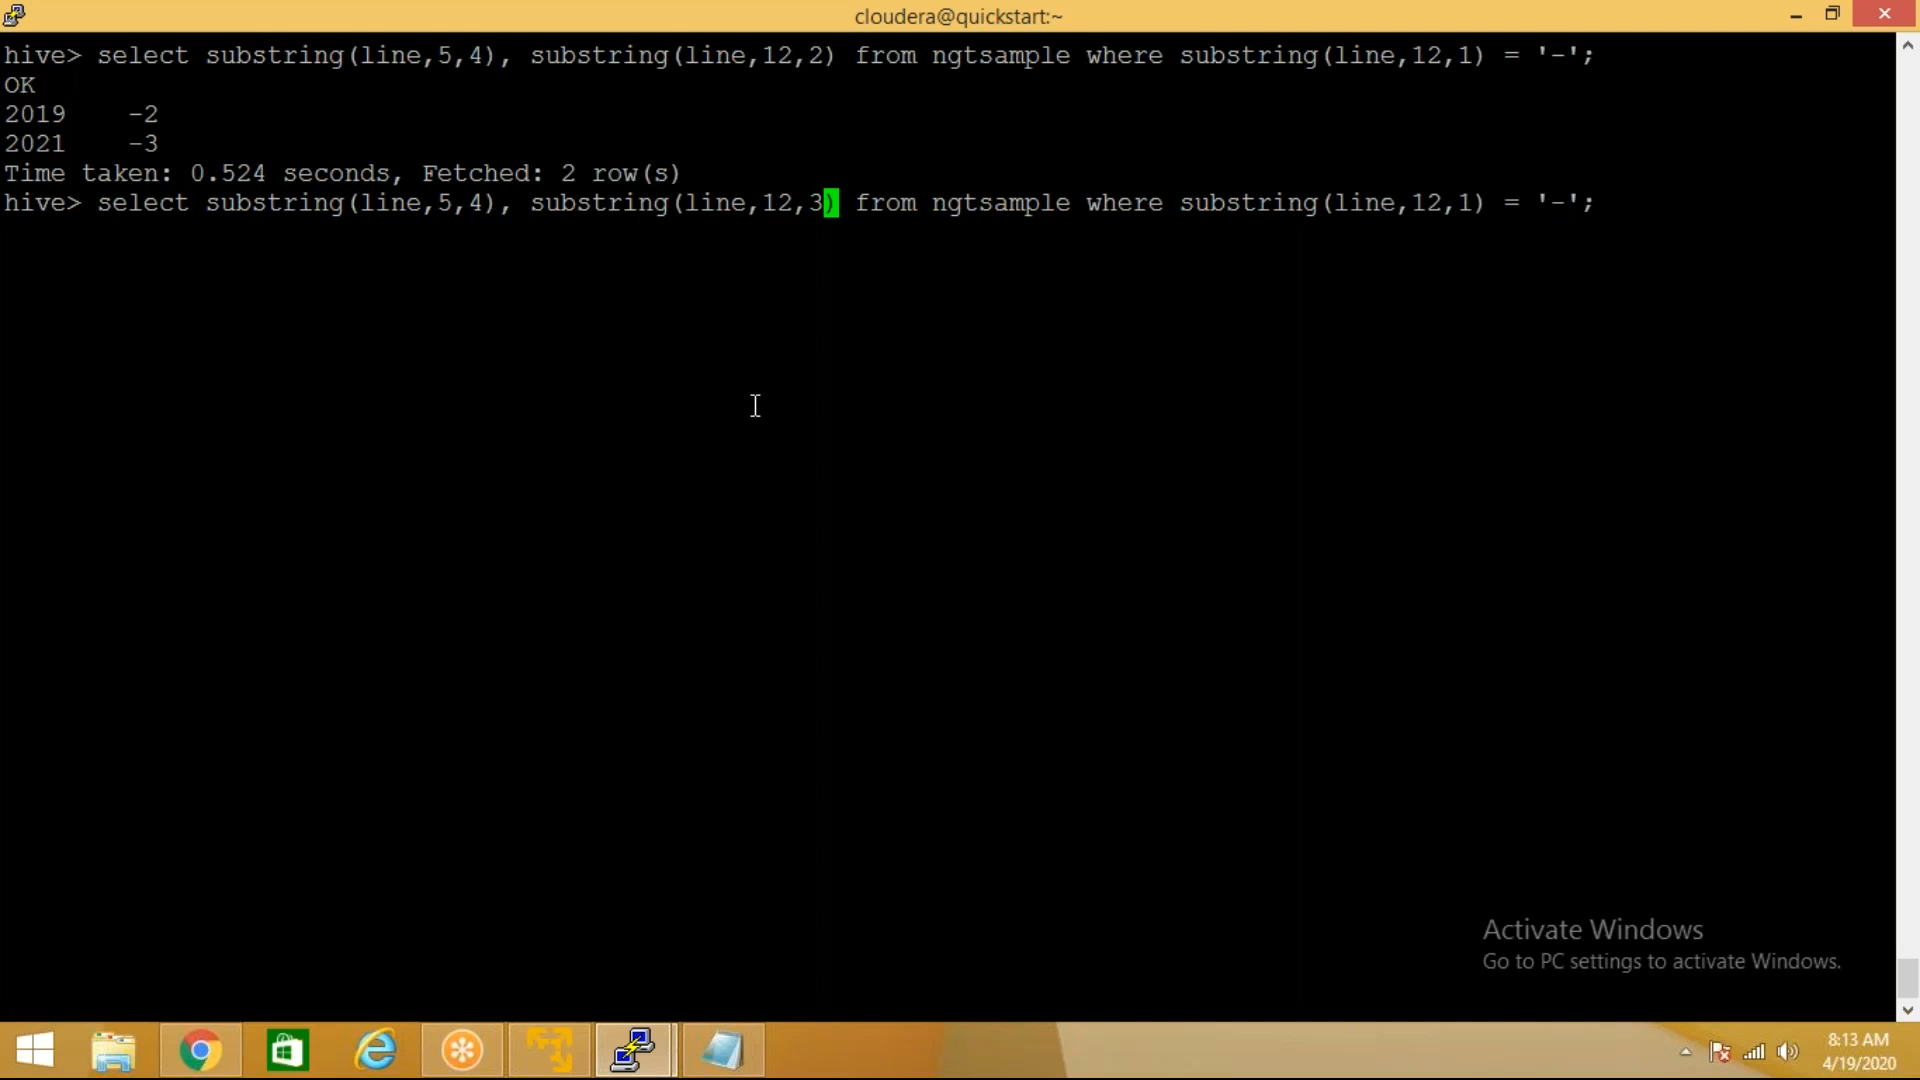 cloudera@quickstart:~
hive> select substring(line,5,4), substring(line,12,2) from ngtsample where substring(line,12,1) = '-';
OK
2019    -2
2021    -3
Time taken: 0.524 seconds, Fetched: 2 row(s)
hive> select substring(line,5,4), substring(line,12,3) from ngtsample where substring(line,12,1) = '-';
Activate Windows
Go to PC settings to activate Windows.
8:13 AM
4/19/2020